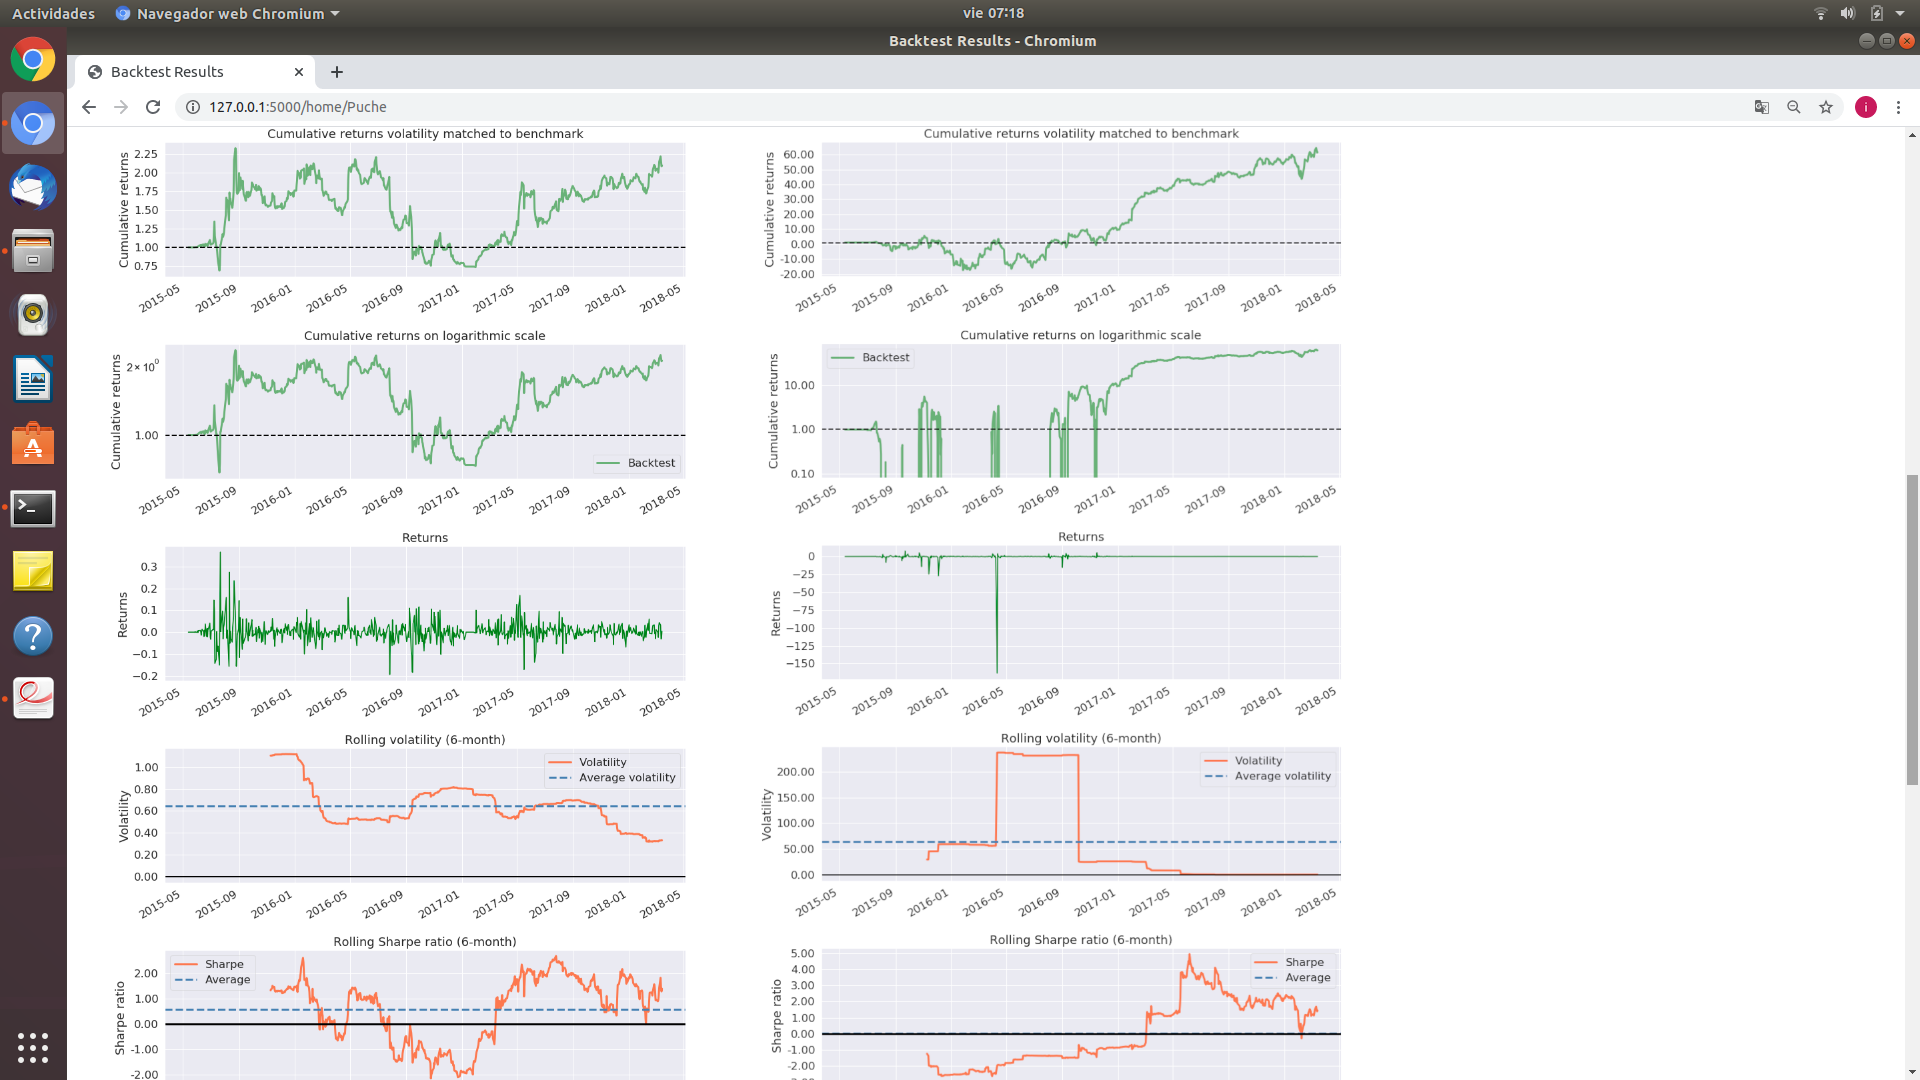 Actividades
Navegador web Chromium
vie 07:18
Backtest Results - Chromium
Backtest Results
127.0.0.1:5000/home/Puche
i
Cumulative returns volatility matched to benchmark
Cumulative returns
2.25
2.00
1.75
1.50
1.25
1.00
0.75
2015-05 2015-09 2016-01 2016-05 2016-09 2017-01 2017-05 2017-09 2018-01 2018-05
Cumulative returns volatility matched to benchmark
Cumulative returns
60.00
50.00
40.00
30.00
20.00
10.00
0.00
-10.00
-20.00
2015-05 2015-09 2016-01 2016-05 2016-09 2017-01 2017-05 2017-09 2018-01 2018-05
Cumulative returns on logarithmic scale
Cumulative returns
2 × 10⁰
1.00
Backtest
2015-05 2015-09 2016-01 2016-05 2016-09 2017-01 2017-05 2017-09 2018-01 2018-05
Cumulative returns on logarithmic scale
Cumulative returns
Backtest
10.00
1.00
0.10
2015-05 2015-09 2016-01 2016-05 2016-09 2017-01 2017-05 2017-09 2018-01 2018-05
Returns
Returns
0.3
0.2
0.1
0.0
−0.1
−0.2
2015-05 2015-09 2016-01 2016-05 2016-09 2017-01 2017-05 2017-09 2018-01 2018-05
Returns
Returns
0
−25
−50
−75
−100
−125
−150
2015-05 2015-09 2016-01 2016-05 2016-09 2017-01 2017-05 2017-09 2018-01 2018-05
Rolling volatility (6-month)
Volatility
1.00
0.80
0.60
0.40
0.20
0.00
Volatility
Average volatility
2015-05 2015-09 2016-01 2016-05 2016-09 2017-01 2017-05 2017-09 2018-01 2018-05
Rolling volatility (6-month)
Volatility
200.00
150.00
100.00
50.00
0.00
Volatility
Average volatility
2015-05 2015-09 2016-01 2016-05 2016-09 2017-01 2017-05 2017-09 2018-01 2018-05
Rolling Sharpe ratio (6-month)
Sharpe ratio
Sharpe
Average
2.00
1.00
0.00
-1.00
-2.00
Rolling Sharpe ratio (6-month)
Sharpe ratio
Sharpe
Average
5.00
4.00
3.00
2.00
1.00
0.00
-1.00
-2.00